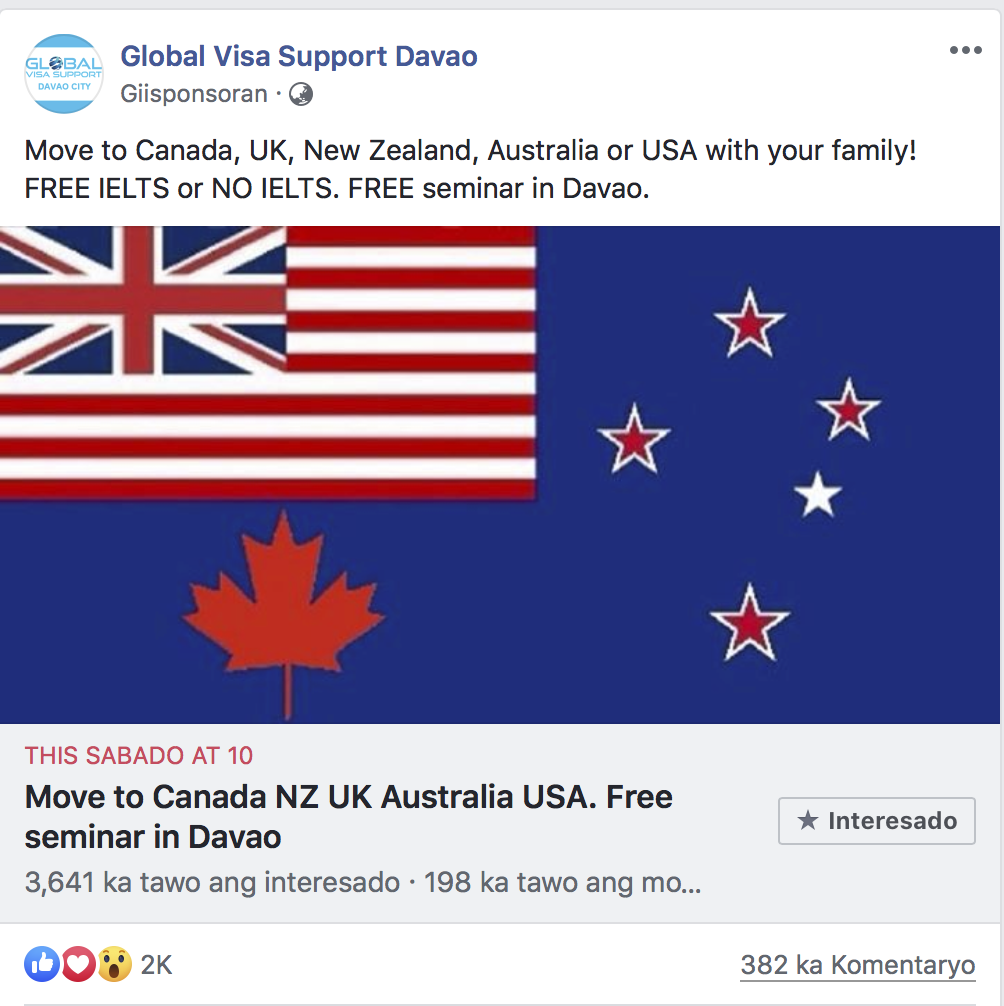 GLOBAL
VISA SUPPORT
DAVAO CITY
Global Visa Support Davao
Giisponsoran ·
Move to Canada, UK, New Zealand, Australia or USA with your family!
FREE IELTS or NO IELTS. FREE seminar in Davao.
THIS SABADO AT 10
Move to Canada NZ UK Australia USA. Free
seminar in Davao
3,641 ka tawo ang interesado · 198 ka tawo ang mo...
★ Interesado
2K
382 ka Komentaryo